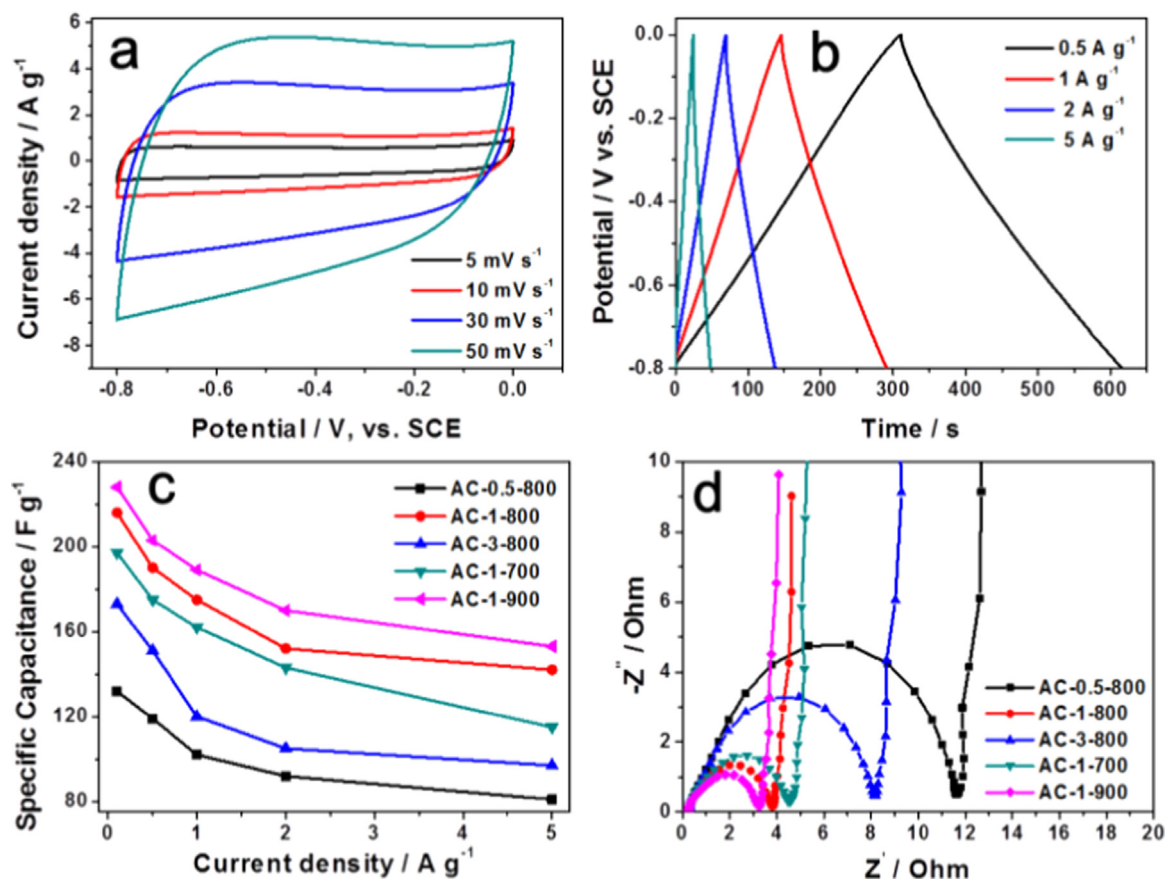 a
Current density / A g⁻¹
6
4
2
0
-2
-4
-6
-8
5 mV s⁻¹
10 mV s⁻¹
30 mV s⁻¹
50 mV s⁻¹
-0.8 -0.6 -0.4 -0.2 0.0
Potential / V, vs. SCE
b
Potential / V vs. SCE
0.0
-0.2
-0.4
-0.6
-0.8
0.5 A g⁻¹
1 A g⁻¹
2 A g⁻¹
5 A g⁻¹
0 100 200 300 400 500 600
Time / s
c
Specific Capacitance / F g⁻¹
240
200
160
120
80
AC-0.5-800
AC-1-800
AC-3-800
AC-1-700
AC-1-900
0 1 2 3 4 5
Current density / A g⁻¹
d
-Z'' / Ohm
10
8
6
4
2
0
AC-0.5-800
AC-1-800
AC-3-800
AC-1-700
AC-1-900
0 2 4 6 8 10 12 14 16 18 20
Z' / Ohm